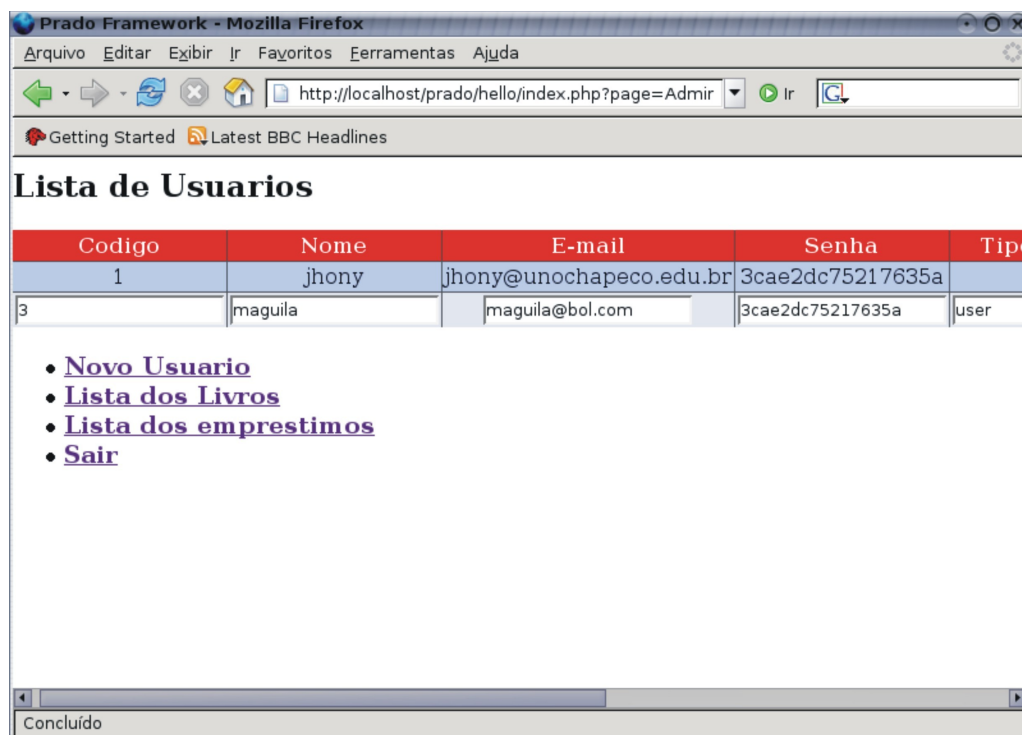 Prado Framework - Mozilla Firefox
Arquivo Editar Exibir Ir Favoritos Ferramentas Ajuda
http://localhost/prado/hello/index.php?page=Admir Ir G
Getting Started Latest BBC Headlines
Lista de Usuarios
Codigo Nome E-mail Senha Tipo
1 jhony jhony@unochapeco.edu.br 3cae2dc75217635a
3 maguila maguila@bol.com 3cae2dc75217635a user
Novo Usuario
Lista dos Livros
Lista dos emprestimos
Sair
Concluído